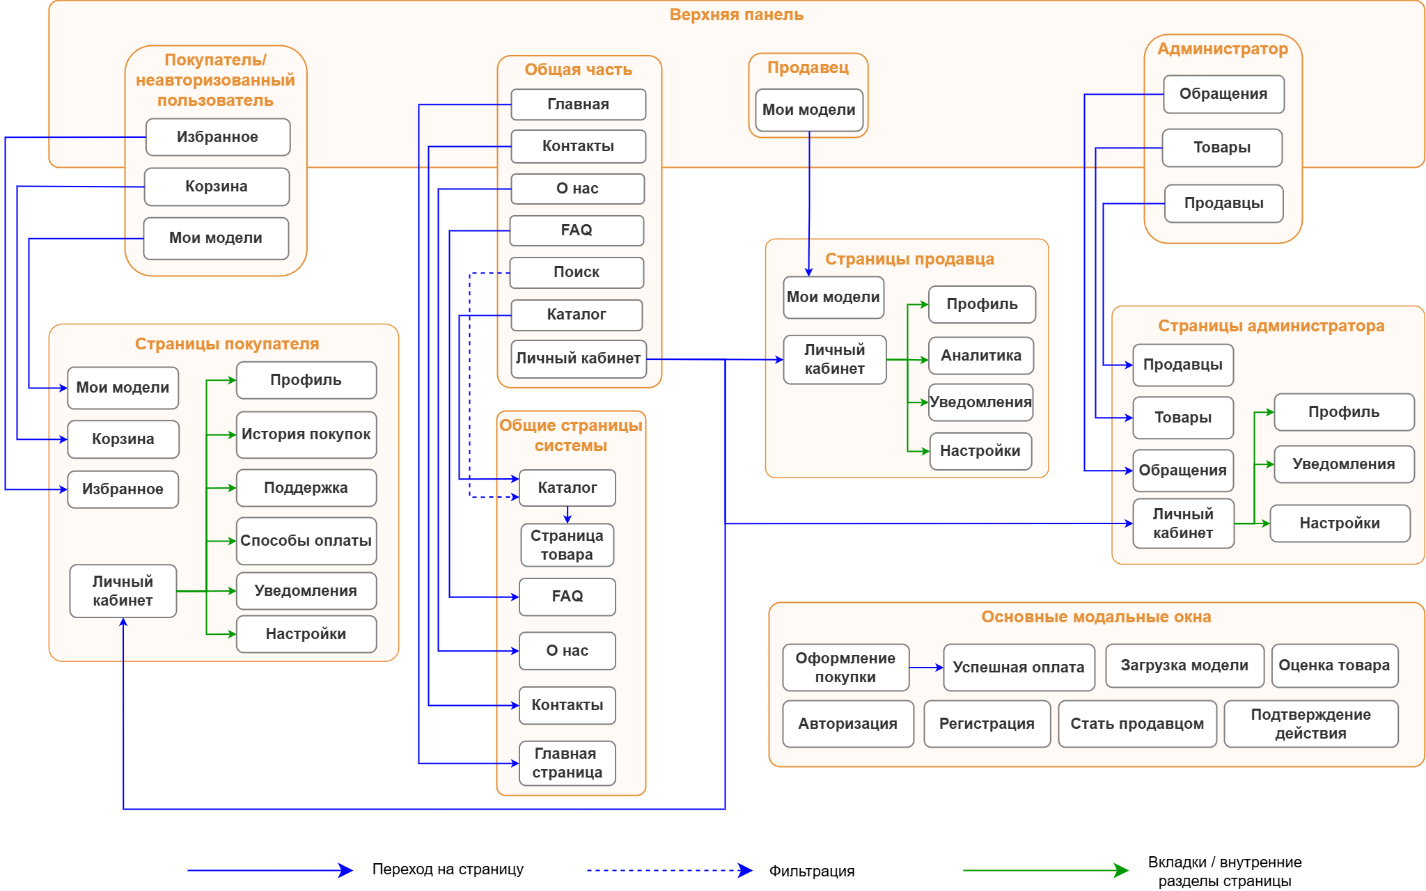 Верхняя панель
Покупатель/
неавторизованный
пользователь
Избранное
Корзина
Мои модели
Общая часть
Главная
Контакты
О нас
FAQ
Поиск
Каталог
Личный кабинет
Продавец
Мои модели
Администратор
Обращения
Товары
Продавцы
Страницы покупателя
Мои модели
Корзина
Избранное
Личный
кабинет
Профиль
История покупок
Поддержка
Способы оплаты
Уведомления
Настройки
Общие страницы
системы
Каталог
Страница
товара
FAQ
О нас
Контакты
Главная
страница
Страницы продавца
Мои модели
Личный
кабинет
Профиль
Аналитика
Уведомления
Настройки
Страницы администратора
Продавцы
Товары
Обращения
Личный
кабинет
Профиль
Уведомления
Настройки
Основные модальные окна
Оформление
покупки
Успешная оплата
Загрузка модели
Оценка товара
Авторизация
Регистрация
Стать продавцом
Подтверждение
действия
Переход на страницу
Фильтрация
Вкладки / внутренние
разделы страницы